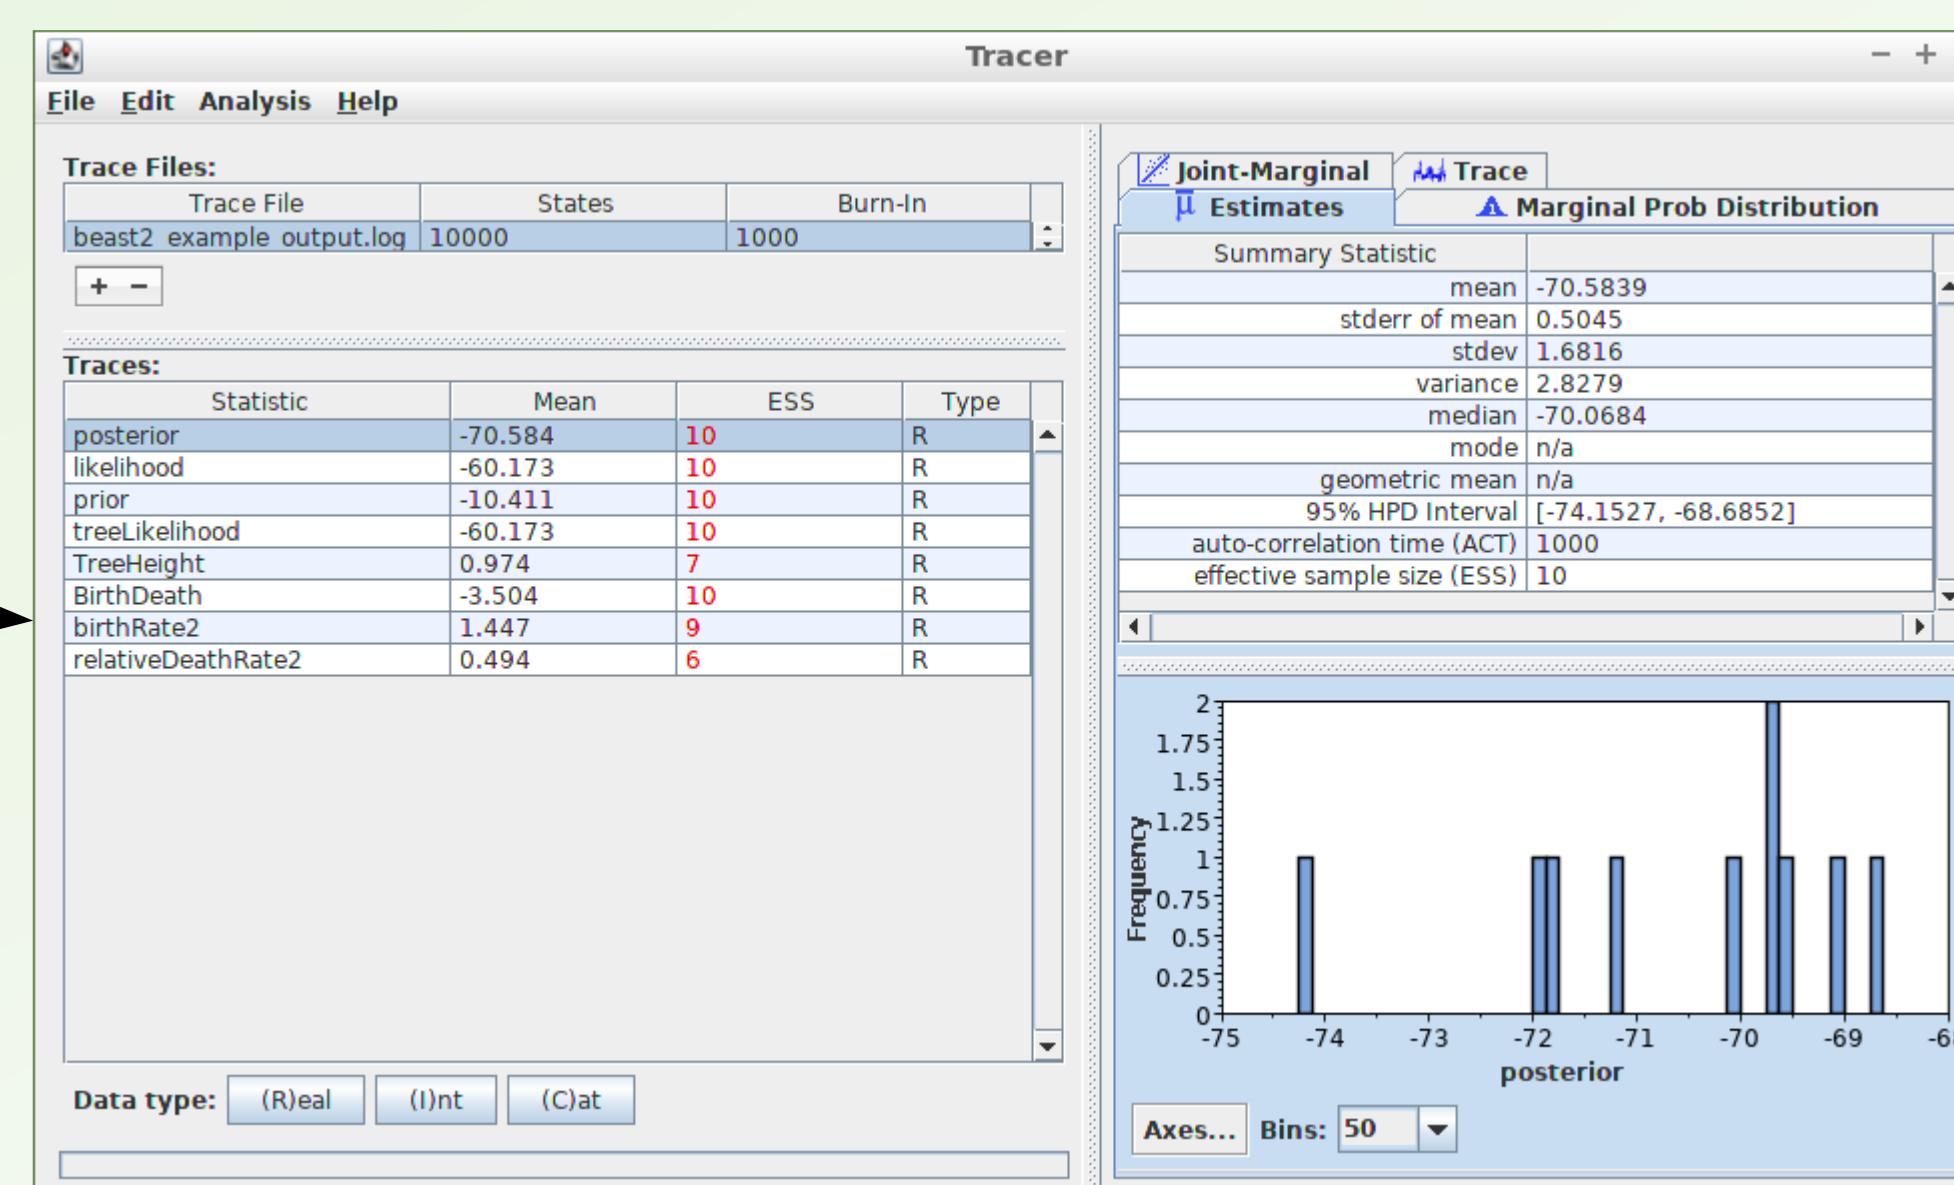 Tracer
File Edit Analysis Help
Trace Files:
Trace File States Burn-In
beast2_example_output.log 10000 1000
+ −
Traces:
Statistic Mean ESS Type
posterior -70.584 10 R
likelihood -60.173 10 R
prior -10.411 10 R
treeLikelihood -60.173 10 R
TreeHeight 0.974 7 R
BirthDeath -3.504 10 R
birthRate2 1.447 9 R
relativeDeathRate2 0.494 6 R
Data type: (R)eal (I)nt (C)at
Joint-Marginal Trace
μ Estimates Marginal Prob Distribution
Summary Statistic
mean -70.5839
stderr of mean 0.5045
stdev 1.6816
variance 2.8279
median -70.0684
mode n/a
geometric mean n/a
95% HPD Interval [-74.1527, -68.6852]
auto-correlation time (ACT) 1000
effective sample size (ESS) 10
Frequency
2
1.75
1.5
1.25
1
0.75
0.5
0.25
0
-75 -74 -73 -72 -71 -70 -69
posterior
Axes... Bins: 50